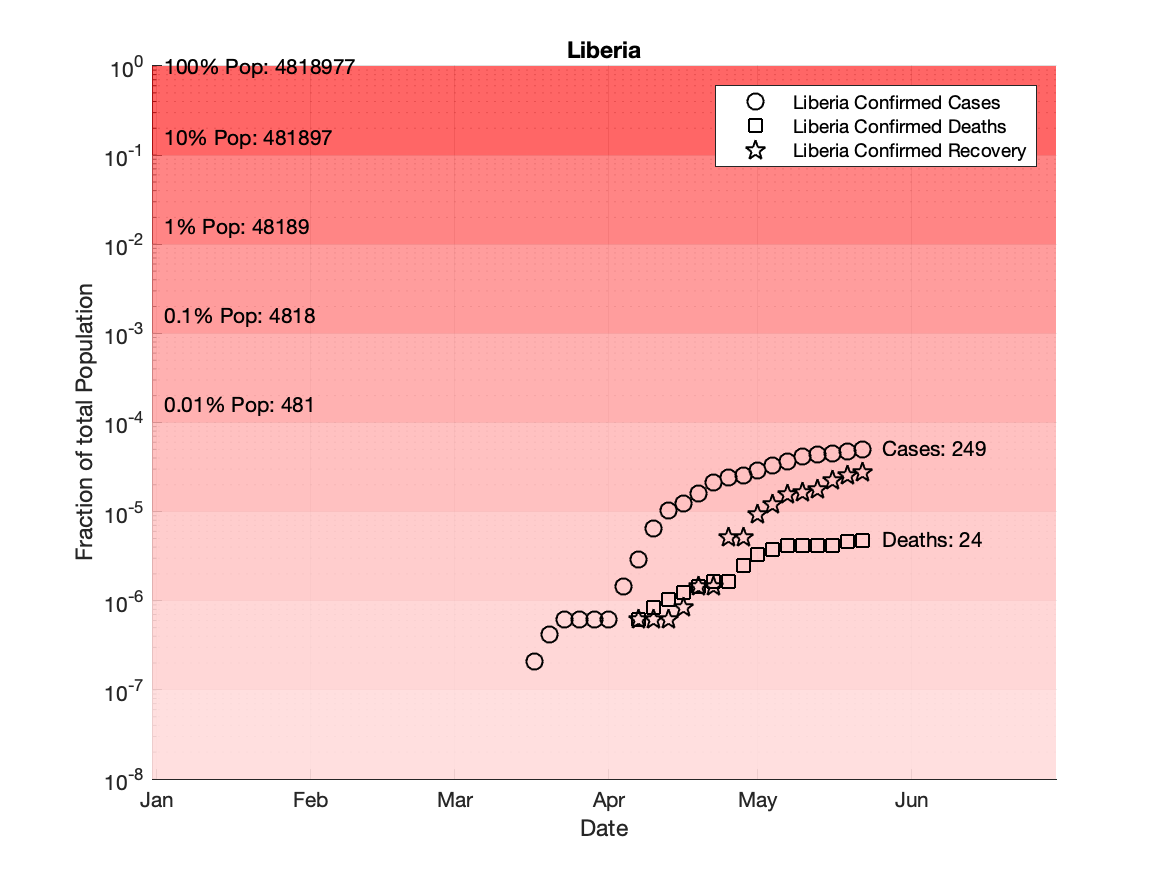 Liberia
10^0
100% Pop: 4818977
Liberia Confirmed Cases
Liberia Confirmed Deaths
Liberia Confirmed Recovery
10% Pop: 481897
10^-1
1% Pop: 48189
10^-2
0.1% Pop: 4818
10^-3
0.01% Pop: 481
10^-4
Cases: 249
10^-5
Deaths: 24
10^-6
10^-7
10^-8
Fraction of total Population
Jan Feb Mar Apr May Jun
Date